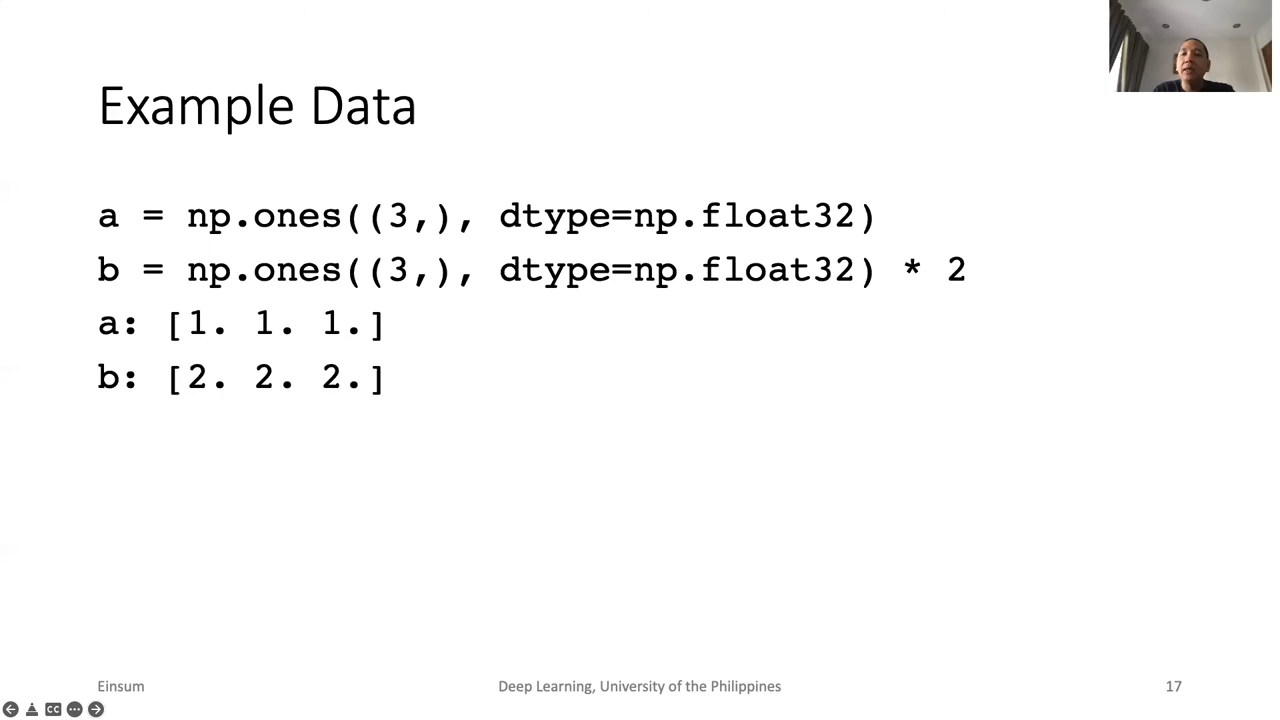 Example Data
a = np.ones((3,), dtype=np.float32)
b = np.ones((3,), dtype=np.float32) * 2
a: [1. 1. 1.]
b: [2. 2. 2.]
Einsum
Deep Learning, University of the Philippines
17
CC